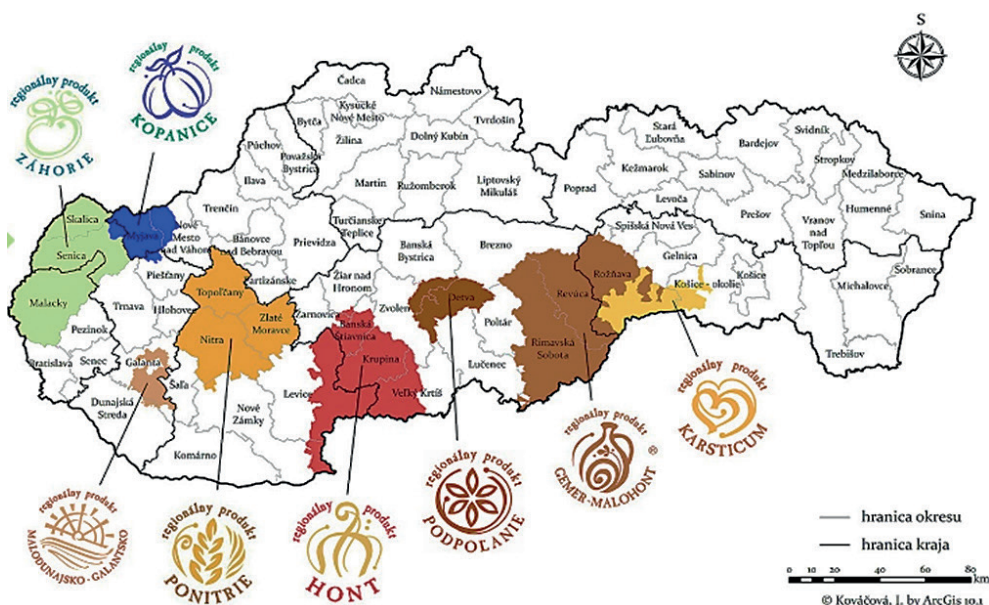 S
regionálny produkt
KOPANICE
regionálny produkt
ZÁHORIE
Čadca
Námestovo
Kysucké
Nové Mesto
Bytča
Tvrdošín
Žilina
Dolný Kubín
Púchov
Považská
Bystrica
Ilava
Martin
Ružomberok
Liptovský
Mikuláš
Stará
Ľubovňa
Bardejov
Svidník
Stropkov
Medzilaborce
Kežmarok
Sabinov
Poprad
Levoča
Prešov
Humenné
Snina
Vranov
nad
Topľou
Trenčín
Turčianske
Teplice
Skalica
Myjava
Nové
Mesto
nad Váhom
Bánovce
nad Bebravou
Prievidza
Banská
Bystrica
Brezno
Spišská Nová Ves
Gelnica
Senica
Piešťany
Topoľčany
Partizánske
Žiar nad
Hronom
Rožňava
Košice - okolie
Košice
Sobrance
Malacky
Trnava
Hlohovec
Zlaté
Moravce
Žarnovica
Zvolen
Detva
Revúca
Michalovce
Banská
Štiavnica
Poltár
Pezinok
Nitra
Krupina
Rimavská
Sobota
Trebišov
Bratislava
Senec
Galanta
Lučenec
Šaľa
Levice
Veľký Krtíš
Dunajská
Streda
Nové
Zámky
Komárno
regionálny produkt
KARSTICUM
regionálny produkt
GEMER-MALOHONT
®
regionálny produkt
PODPOĽANIE
regionálny produkt
MALODUNAJSKO - GALANTSKO
regionálny produkt
PONITRIE
regionálny produkt
HONT
hranica okresu
hranica kraja
0 10 20 40 60 80
km
© Kováčová, I. by ArcGis 10.1